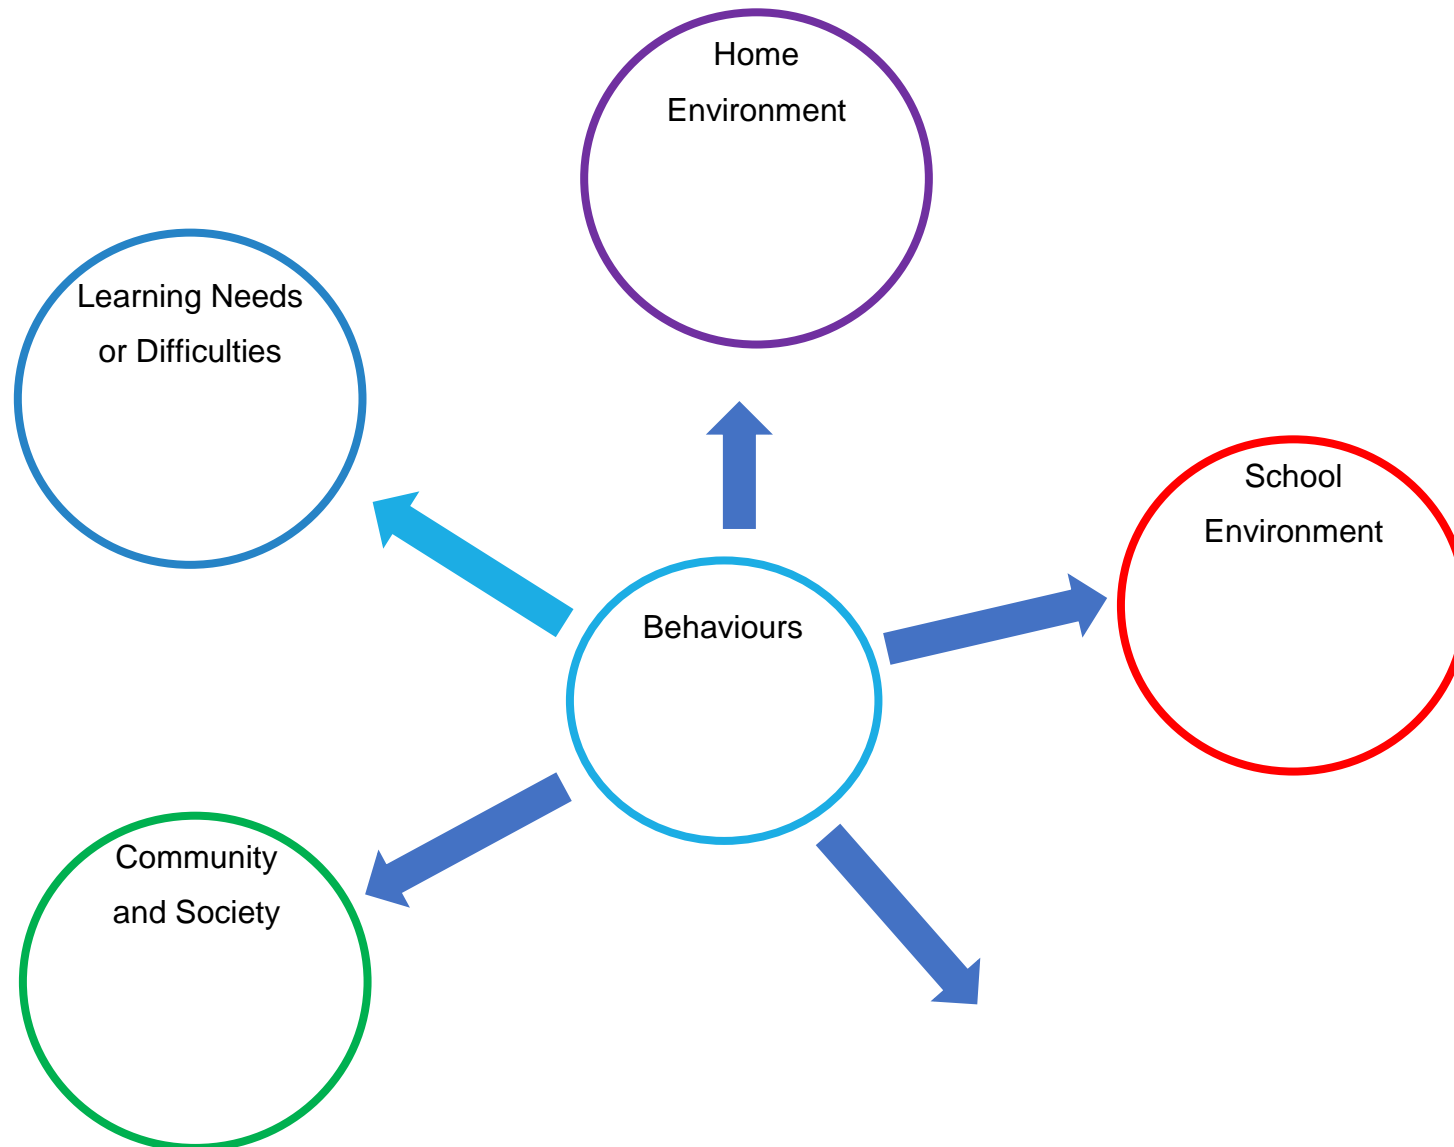 Home
Environment
Learning Needs
or Difficulties
School
Environment
Behaviours
Community
and Society